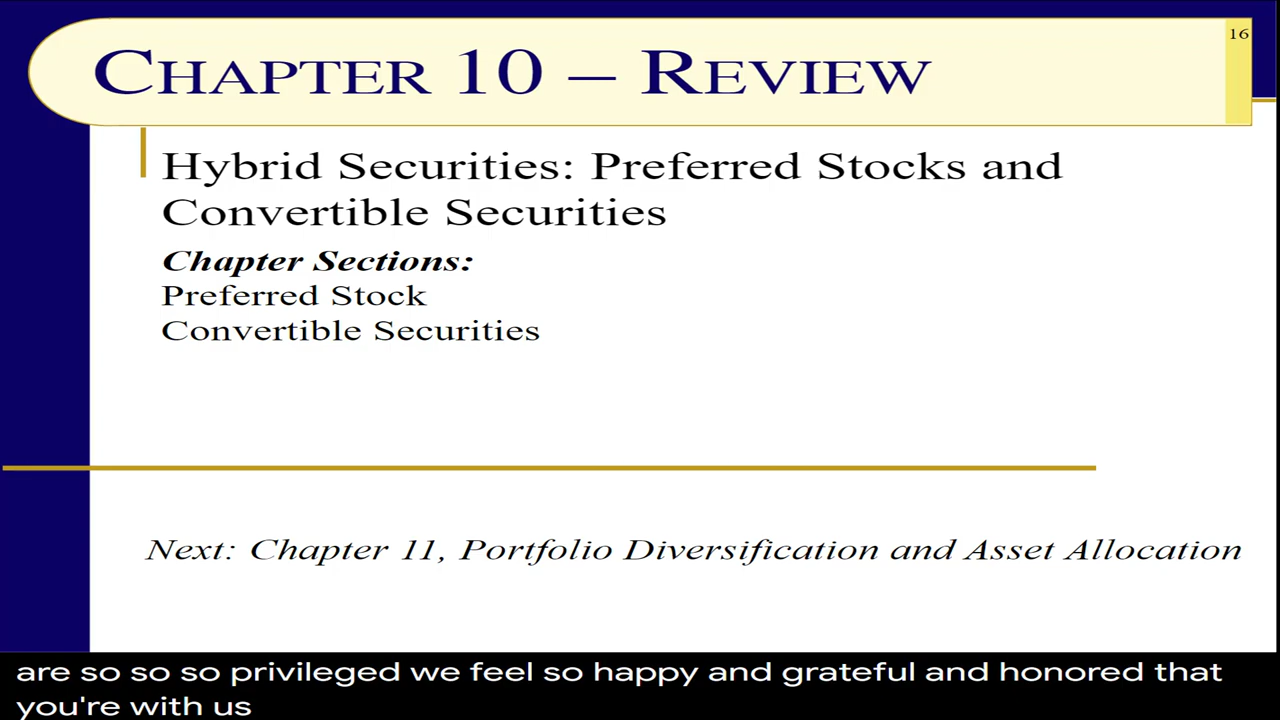 CHAPTER 10 – REVIEW
16
Hybrid Securities: Preferred Stocks and
Convertible Securities
Chapter Sections:
Preferred Stock
Convertible Securities
Next: Chapter 11, Portfolio Diversification and Asset Allocation
are so so so privileged we feel so happy and grateful and honored that
you're with us